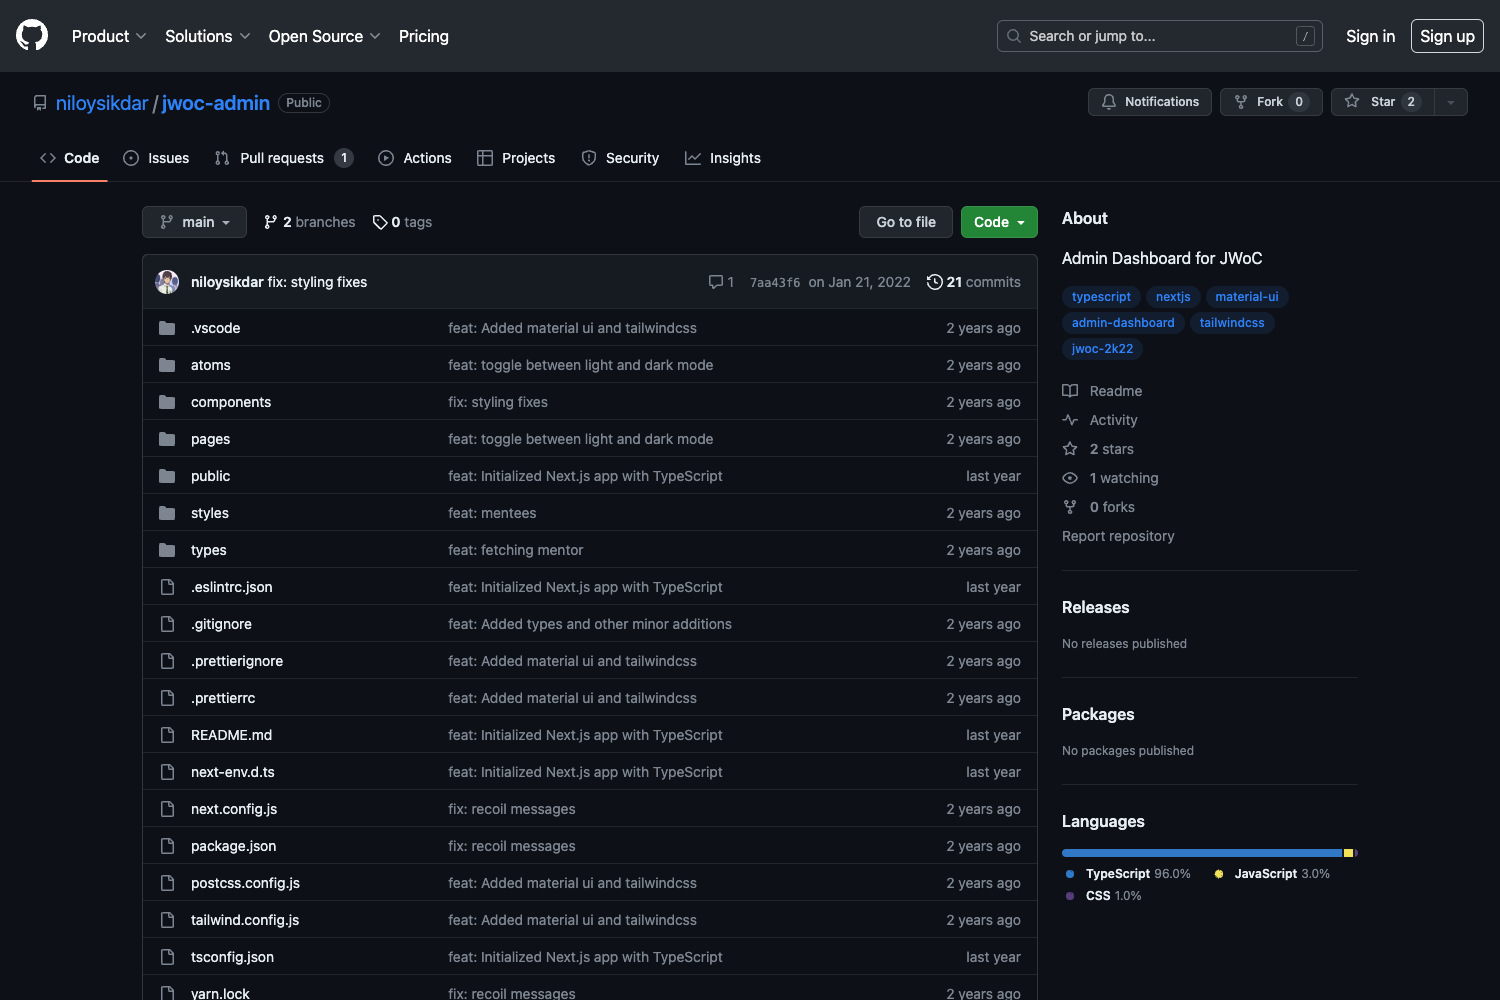 Product Solutions Open Source Pricing Search or jump to... / Sign in Sign up
niloysikdar / jwoc-admin Public Notifications Fork 0 Star 2
Code Issues Pull requests 1 Actions Projects Security Insights
main 2 branches 0 tags Go to file Code
niloysikdar fix: styling fixes 1 7aa43f6 on Jan 21, 2022 21 commits
.vscode feat: Added material ui and tailwindcss 2 years ago
atoms feat: toggle between light and dark mode 2 years ago
components fix: styling fixes 2 years ago
pages feat: toggle between light and dark mode 2 years ago
public feat: Initialized Next.js app with TypeScript last year
styles feat: mentees 2 years ago
types feat: fetching mentor 2 years ago
.eslintrc.json feat: Initialized Next.js app with TypeScript last year
.gitignore feat: Added types and other minor additions 2 years ago
.prettierignore feat: Added material ui and tailwindcss 2 years ago
.prettierrc feat: Added material ui and tailwindcss 2 years ago
README.md feat: Initialized Next.js app with TypeScript last year
next-env.d.ts feat: Initialized Next.js app with TypeScript last year
next.config.js fix: recoil messages 2 years ago
package.json fix: recoil messages 2 years ago
postcss.config.js feat: Added material ui and tailwindcss 2 years ago
tailwind.config.js feat: Added material ui and tailwindcss 2 years ago
tsconfig.json feat: Initialized Next.js app with TypeScript last year
yarn.lock fix: recoil messages 2 years ago
About
Admin Dashboard for JWoC
typescript nextjs material-ui
admin-dashboard tailwindcss
jwoc-2k22
Readme
Activity
2 stars
1 watching
0 forks
Report repository
Releases
No releases published
Packages
No packages published
Languages
TypeScript 96.0% JavaScript 3.0%
CSS 1.0%